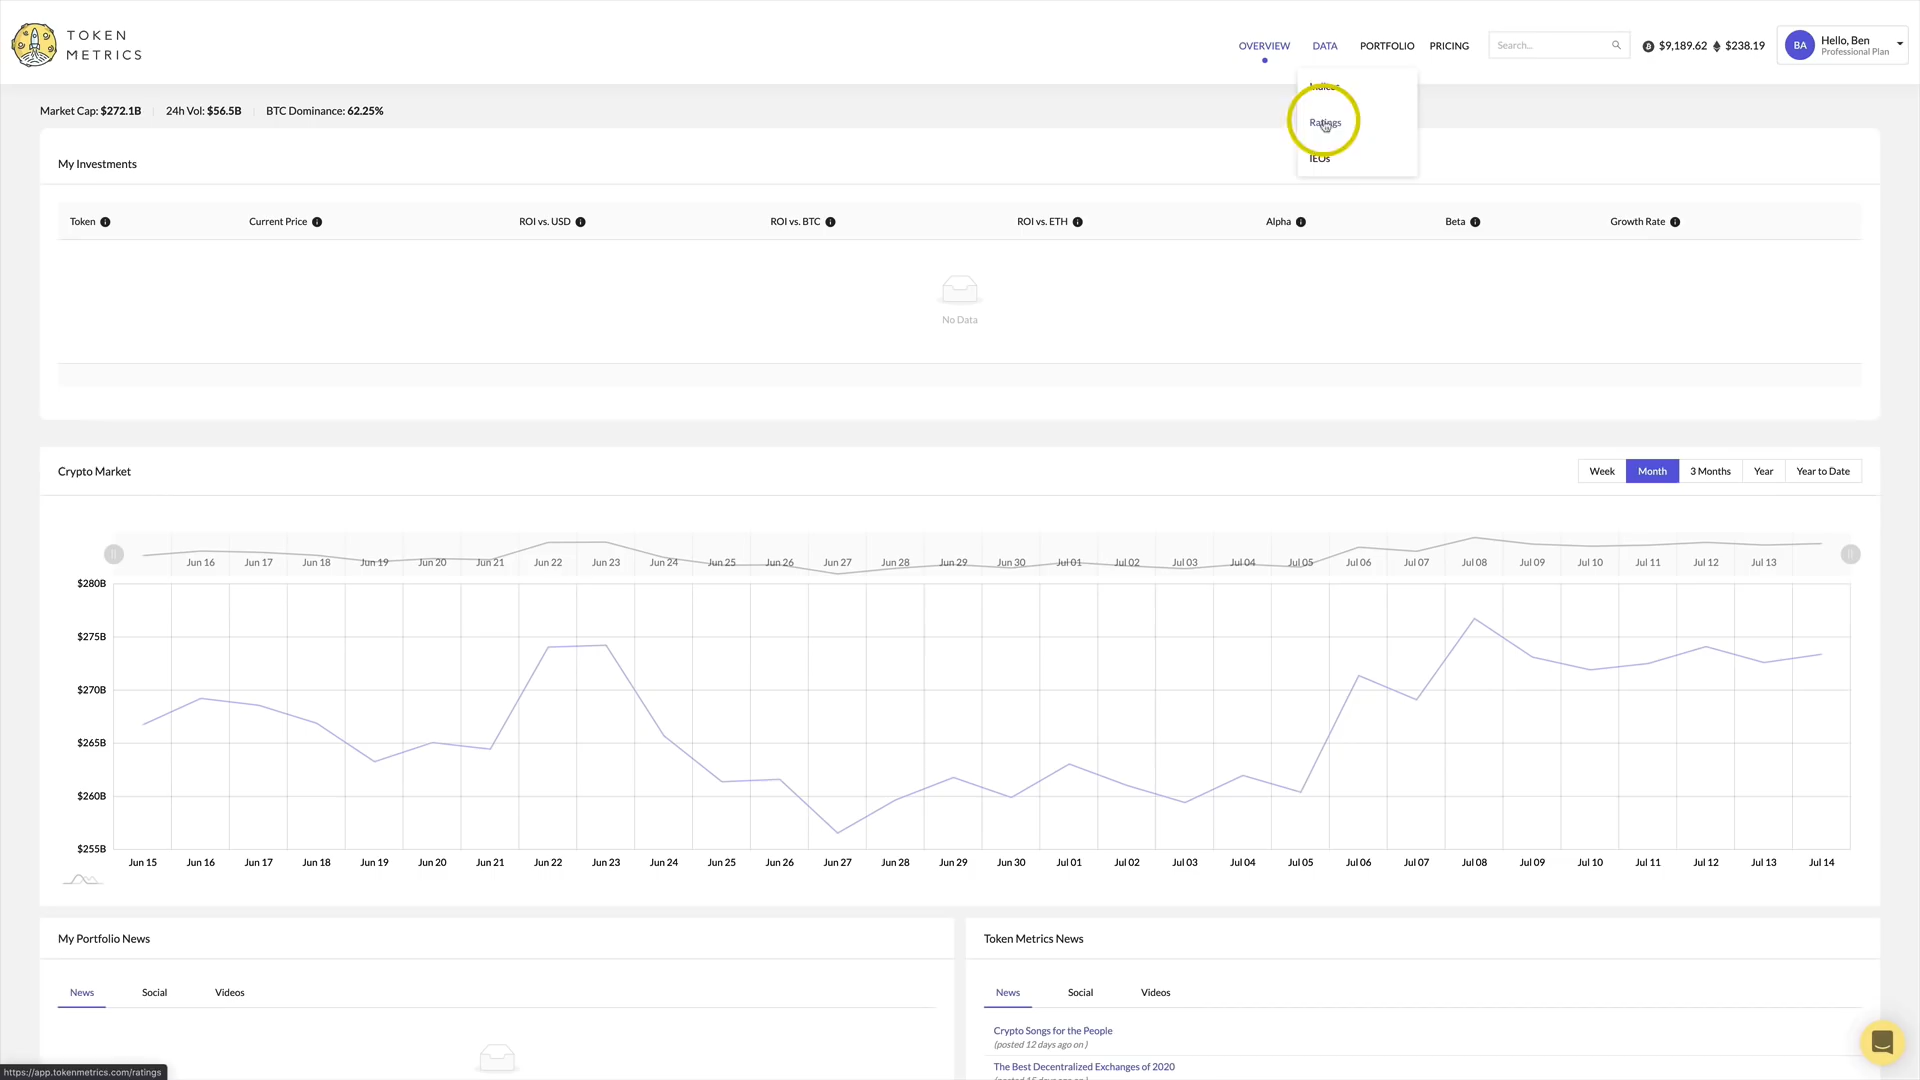 TOKEN
METRICS
OVERVIEW DATA PORTFOLIO PRICING Search... $9,189.62 $238.19 BA Hello, Ben
Professional Plan
Indices
Ratings
IEOs
Market Cap: $272.1B 24h Vol: $56.5B BTC Dominance: 62.25%
My Investments
Token Current Price ROI vs. USD ROI vs. BTC ROI vs. ETH Alpha Beta Growth Rate
No Data
Crypto Market Week Month 3 Months Year Year to Date
Jun 16 Jun 17 Jun 18 Jun 19 Jun 20 Jun 21 Jun 22 Jun 23 Jun 24 Jun 25 Jun 26 Jun 27 Jun 28 Jun 29 Jun 30 Jul 01 Jul 02 Jul 03 Jul 04 Jul 05 Jul 06 Jul 07 Jul 08 Jul 09 Jul 10 Jul 11 Jul 12 Jul 13
$280B
$275B
$270B
$265B
$260B
$255B
Jun 15 Jun 16 Jun 17 Jun 18 Jun 19 Jun 20 Jun 21 Jun 22 Jun 23 Jun 24 Jun 25 Jun 26 Jun 27 Jun 28 Jun 29 Jun 30 Jul 01 Jul 02 Jul 03 Jul 04 Jul 05 Jul 06 Jul 07 Jul 08 Jul 09 Jul 10 Jul 11 Jul 12 Jul 13 Jul 14
My Portfolio News
News Social Videos
Token Metrics News
News Social Videos
Crypto Songs for the People
(posted 12 days ago on )
The Best Decentralized Exchanges of 2020
https://app.tokenmetrics.com/ratings